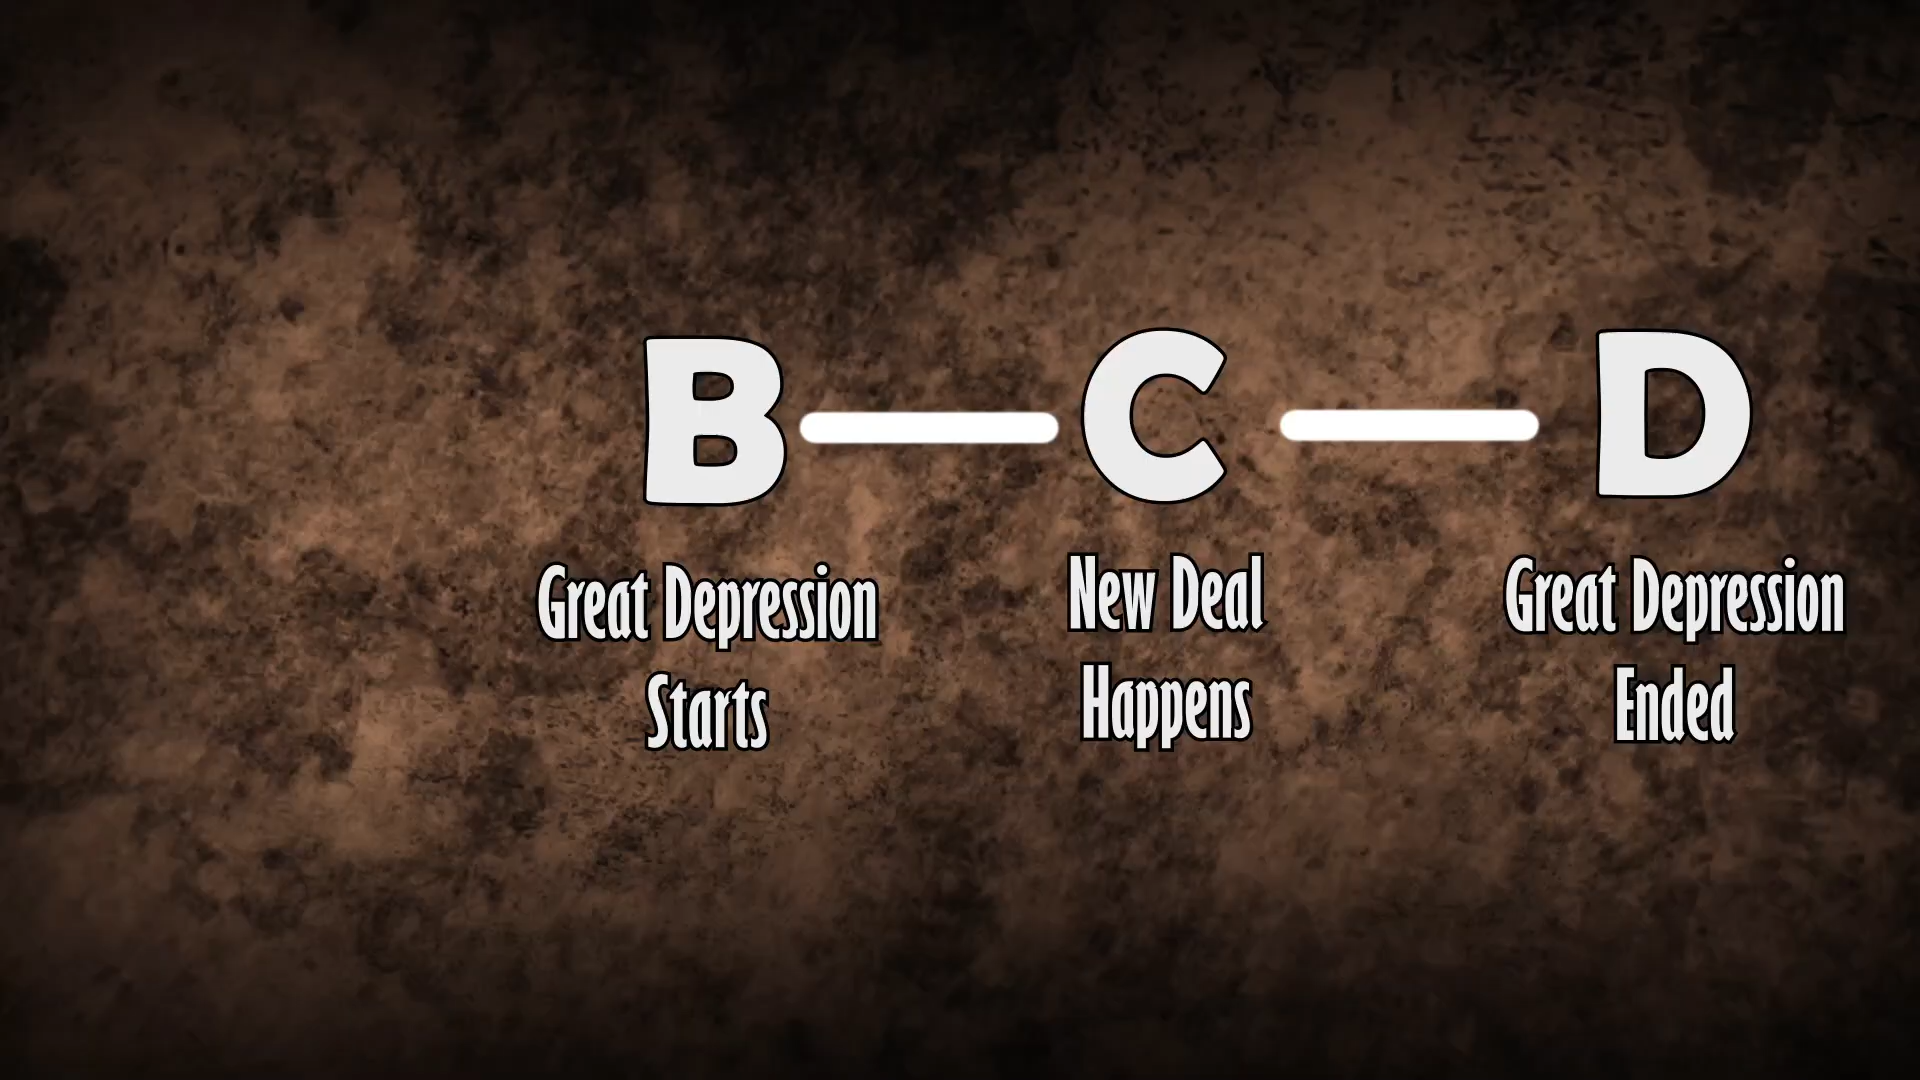 B C D
Great Depression
Starts
New Deal
Happens
Great Depression
Ended